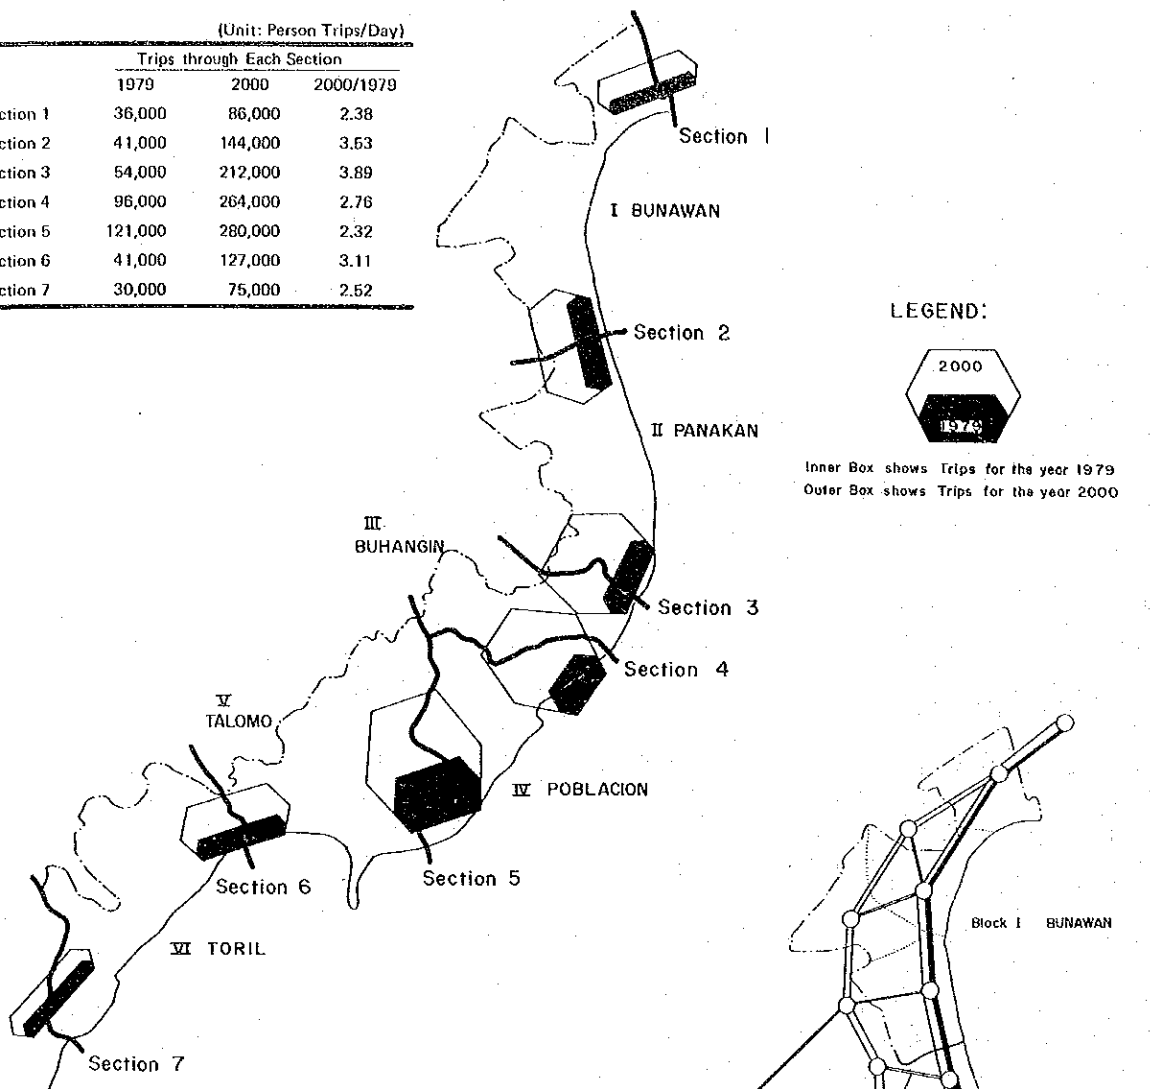 (Unit: Person Trips/Day)
Trips through Each Section
1979 2000 2000/1979
ction 1 36,000 86,000 2.38
ction 2 41,000 144,000 3.53
ction 3 54,000 212,000 3.89
ction 4 96,000 264,000 2.76
ction 5 121,000 280,000 2.32
ction 6 41,000 127,000 3.11
ction 7 30,000 75,000 2.52
Section 1
I BUNAWAN
Section 2
LEGEND:
2000
1979
Inner Box shows Trips for the year 1979
Outer Box shows Trips for the year 2000
II PANAKAN
III
BUHANGIN
Section 3
Section 4
V
TALOMO
IV POBLACION
Section 5
Section 6
VI TORIL
Section 7
Block I BUNAWAN